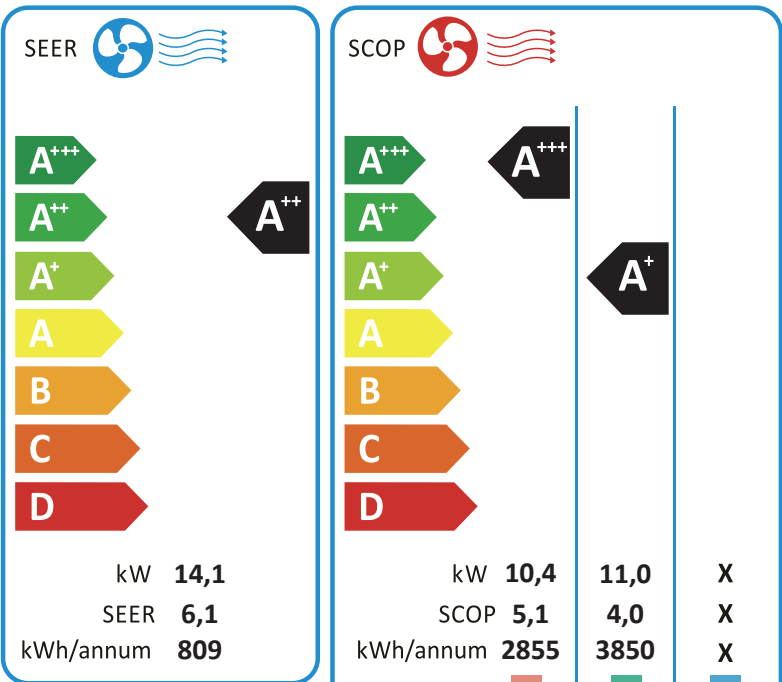 SEER
A+++
A++
A++
A+
A
B
C
D
kW 14,1
SEER 6,1
kWh/annum 809
SCOP
A+++
A+++
A++
A+
A+
A
B
C
D
kW 10,4 11,0 X
SCOP 5,1 4,0 X
kWh/annum 2855 3850 X